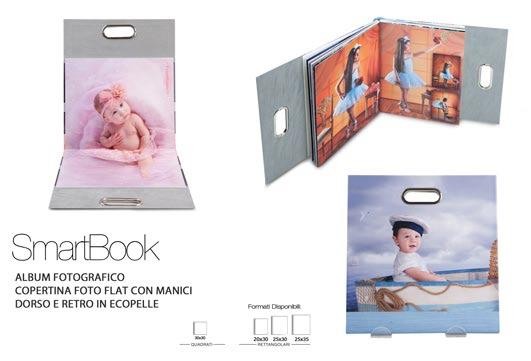 SmartBook
ALBUM FOTOGRAFICO
COPERTINA FOTO FLAT CON MANICI
DORSO E RETRO IN ECOPELLE
Formati Disponibili:
30x30
20x30 25x30 25x35
QUADRATI
RETTANGOLARI